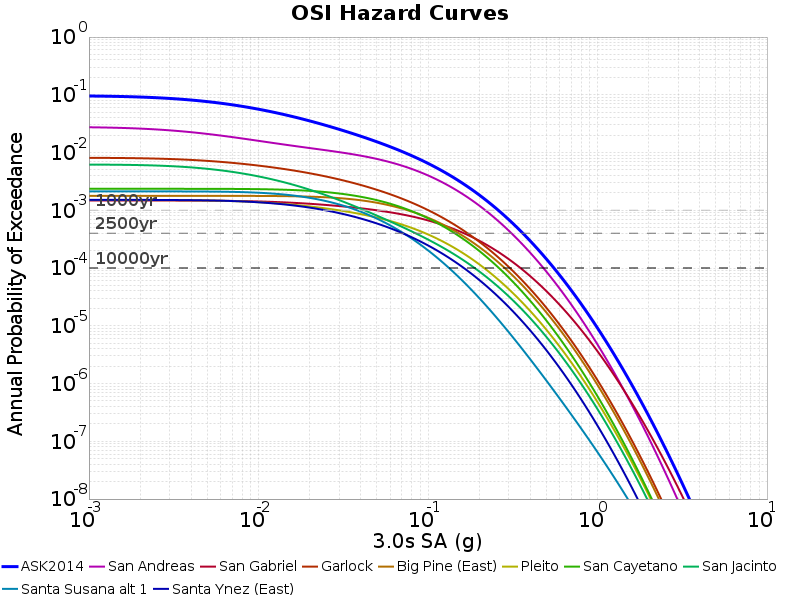 OSI Hazard Curves
Annual Probability of Exceedance
10^0
10^-1
10^-2
10^-3
10^-4
10^-5
10^-6
10^-7
10^-8
1000yr
2500yr
10000yr
10^-3 10^-2 10^-1 10^0 10^1
3.0s SA (g)
ASK2014 San Andreas San Gabriel Garlock Big Pine (East) Pleito San Cayetano San Jacinto
Santa Susana alt 1 Santa Ynez (East)